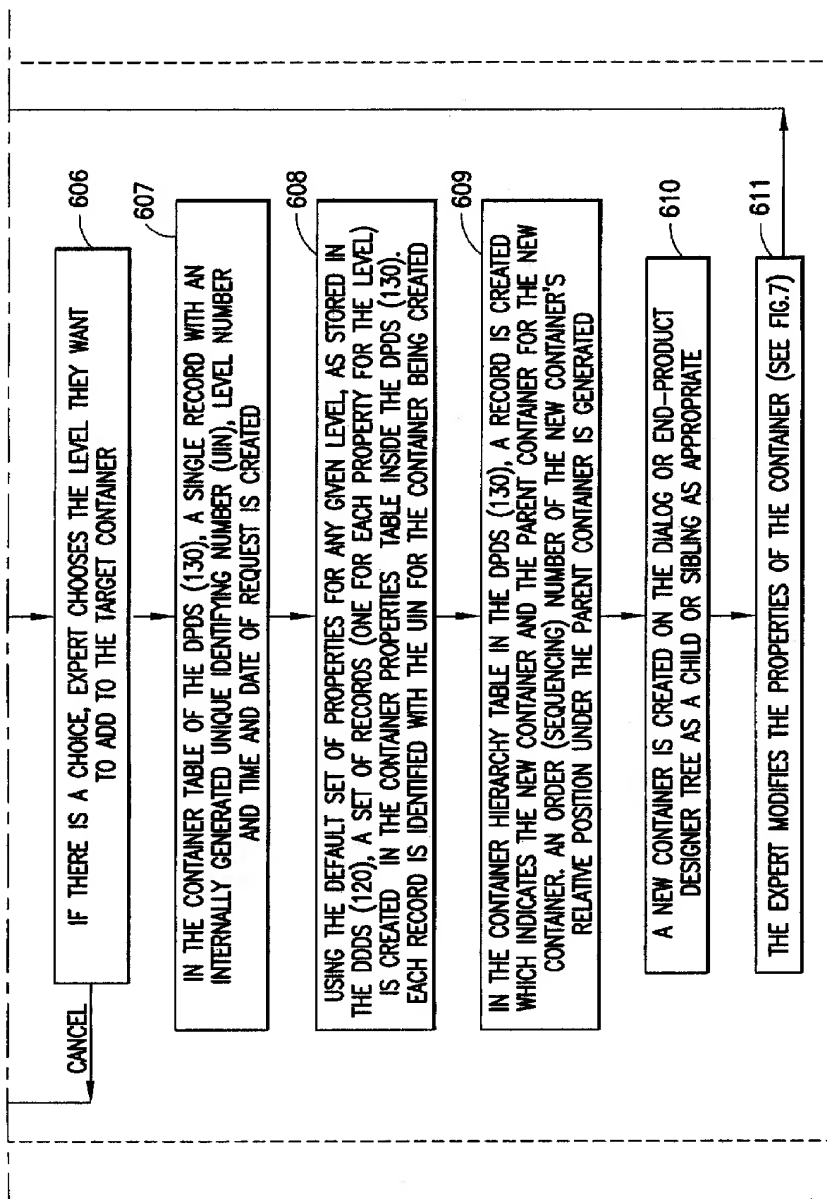 606
IF THERE IS A CHOICE, EXPERT CHOOSES THE LEVEL THEY WANT
TO ADD TO THE TARGET CONTAINER
CANCEL
607
IN THE CONTAINER TABLE OF THE DPDS (130), A SINGLE RECORD WITH AN
INTERNALLY GENERATED UNIQUE IDENTIFYING NUMBER (UIN), LEVEL NUMBER
AND TIME AND DATE OF REQUEST IS CREATED
608
USING THE DEFAULT SET OF PROPERTIES FOR ANY GIVEN LEVEL, AS STORED IN
THE DDDS (120), A SET OF RECORDS (ONE FOR EACH PROPERTY FOR THE LEVEL)
IS CREATED IN THE CONTAINER PROPERTIES TABLE INSIDE THE DPDS (130).
EACH RECORD IS IDENTIFIED WITH THE UIN FOR THE CONTAINER BEING CREATED
609
IN THE CONTAINER HIERARCHY TABLE IN THE DPDS (130), A RECORD IS CREATED
WHICH INDICATES THE NEW CONTAINER AND THE PARENT CONTAINER FOR THE NEW
CONTAINER. AN ORDER (SEQUENCING) NUMBER OF THE NEW CONTAINER'S
RELATIVE POSITION UNDER THE PARENT CONTAINER IS GENERATED
610
A NEW CONTAINER IS CREATED ON THE DIALOG OR END-PRODUCT
DESIGNER TREE AS A CHILD OR SIBLING AS APPROPRIATE
611
THE EXPERT MODIFIES THE PROPERTIES OF THE CONTAINER (SEE FIG.7)